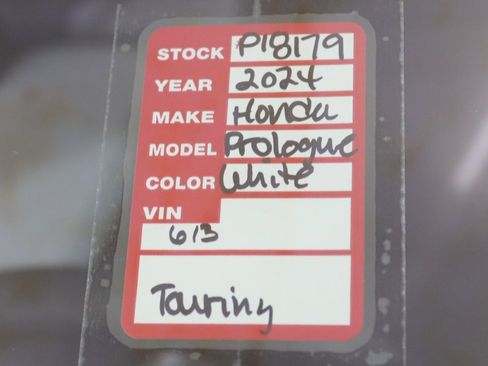 STOCK P18179
YEAR 2024
MAKE Honda
MODEL Prologue
COLOR White
VIN
613
Touring